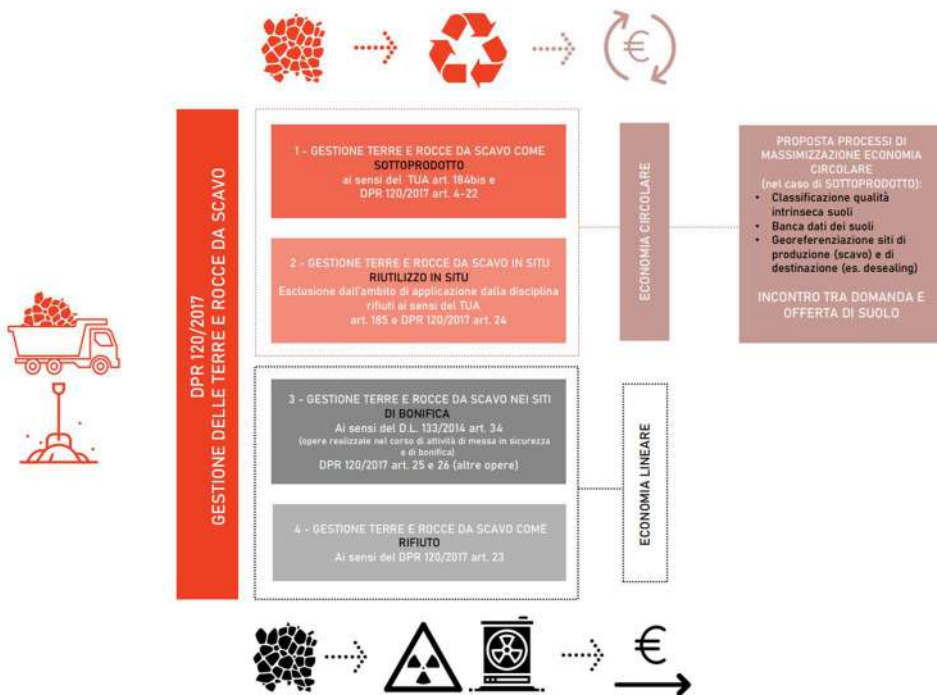 €
DPR 120/2017
GESTIONE DELLE TERRE E ROCCE DA SCAVO
1 - GESTIONE TERRE E ROCCE DA SCAVO COME
SOTTOPRODOTTO
ai sensi del TUA art. 184bis e
DPR 120/2017 art. 4-22
2 - GESTIONE TERRE E ROCCE DA SCAVO IN SITU
RIUTILIZZO IN SITU
Esclusione dall'ambito di applicazione dalla disciplina
rifiuti ai sensi del TUA
art. 185 e DPR 120/2017 art. 24
ECONOMIA CIRCOLARE
PROPOSTA PROCESSI DI
MASSIMIZZAZIONE ECONOMIA
CIRCOLARE
(nel caso di SOTTOPRODOTTO):
• Classificazione qualità
intrinseca suoli
• Banca dati dei suoli
• Georeferenziazione siti di
produzione (scavo) e di
destinazione (es. desealing)
INCONTRO TRA DOMANDA E
OFFERTA DI SUOLO
3 - GESTIONE TERRE E ROCCE DA SCAVO NEI SITI
DI BONIFICA
Ai sensi del D.L. 133/2014 art. 34
(opere realizzate nel corso di attività di messa in sicurezza
e di bonifica)
DPR 120/2017 art. 25 e 26 (altre opere)
4 - GESTIONE TERRE E ROCCE DA SCAVO COME
RIFIUTO
Ai sensi del DPR 120/2017 art. 23
ECONOMIA LINEARE
€